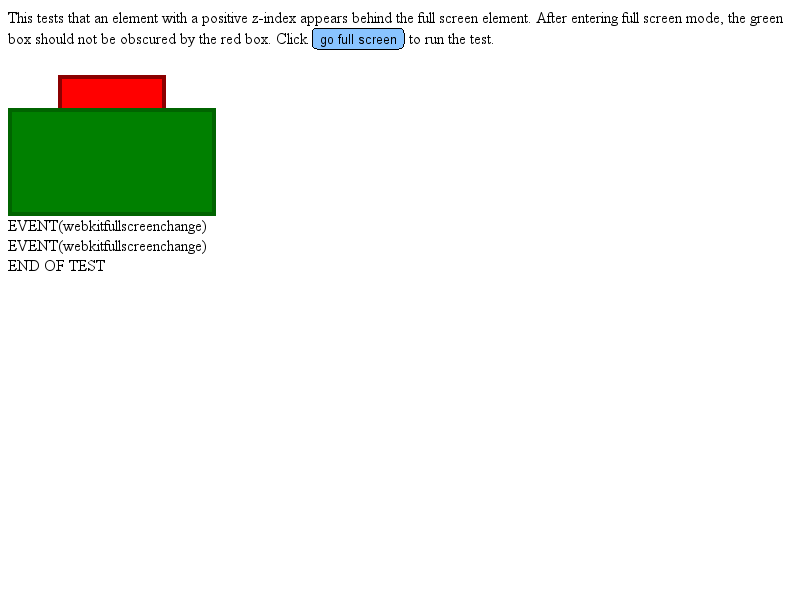 This tests that an element with a positive z-index appears behind the full screen element. After entering full screen mode, the green
box should not be obscured by the red box. Click go full screen to run the test.
EVENT(webkitfullscreenchange)
EVENT(webkitfullscreenchange)
END OF TEST